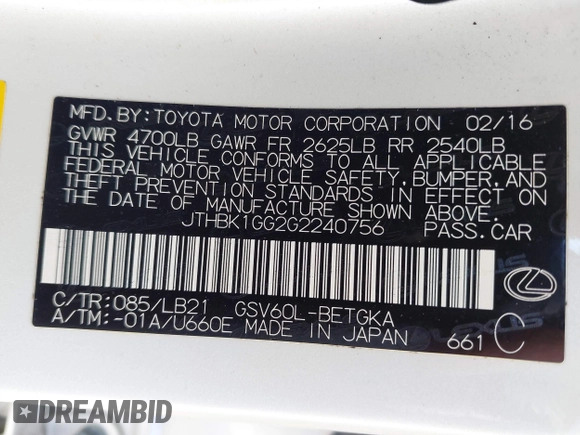 MFD.BY:TOYOTA MOTOR CORPORATION 02/16
GVWR 4700LB GAWR FR 2625LB RR 2540LB
THIS VEHICLE CONFORMS TO ALL APPLICABLE
FEDERAL MOTOR VEHICLE SAFETY, BUMPER, AND
THEFT PREVENTION STANDARDS IN EFFECT ON
THE DATE OF MANUFACTURE SHOWN ABOVE.
JTHBK1GG2G2240756 PASS.CAR
C/TR:085/LB21 GSV60L-BETGKA
A/TM:-01A/U660E MADE IN JAPAN 661 C
DREAMBID